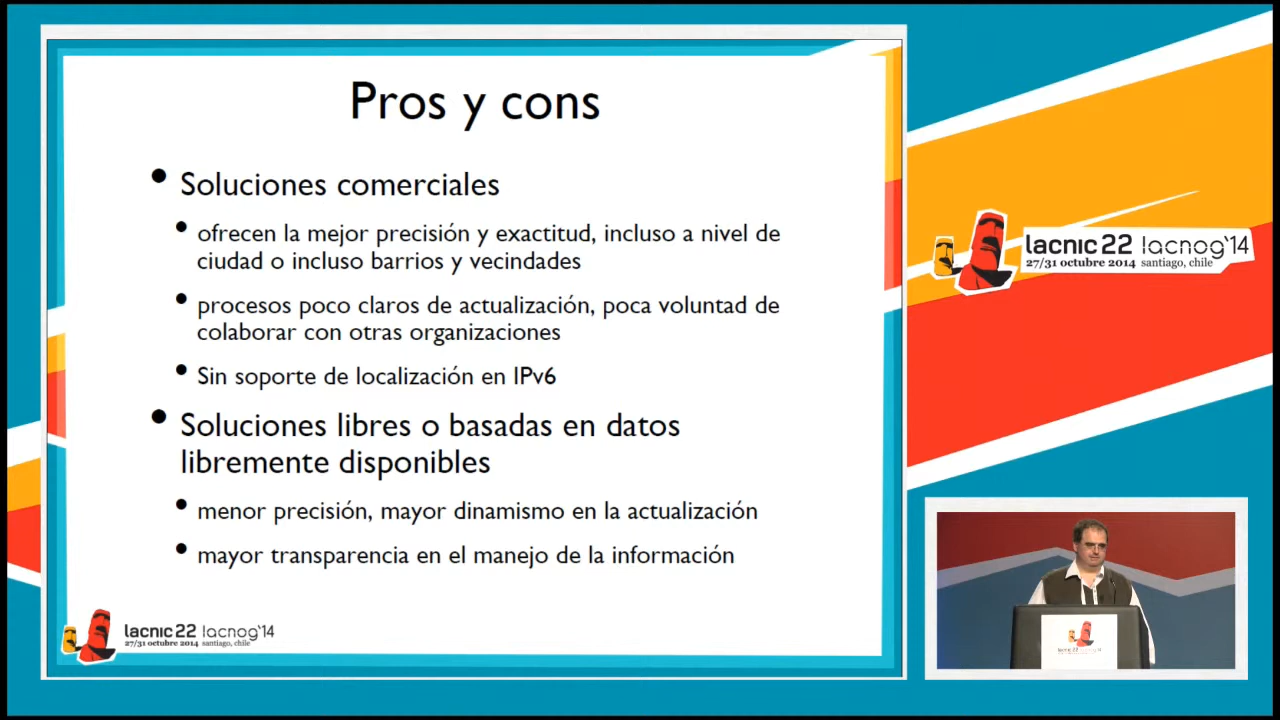 Pros y cons
Soluciones comerciales
ofrecen la mejor precisión y exactitud, incluso a nivel de
ciudad o incluso barrios y vecindades
procesos poco claros de actualización, poca voluntad de
colaborar con otras organizaciones
Sin soporte de localización en IPv6
Soluciones libres o basadas en datos
libremente disponibles
menor precisión, mayor dinamismo en la actualización
mayor transparencia en el manejo de la información
lacnic 22 lacnog'14
27/31 octubre 2014 santiago, chile
lacnic 22 lacnog'14
27/31 octubre 2014 santiago, chile